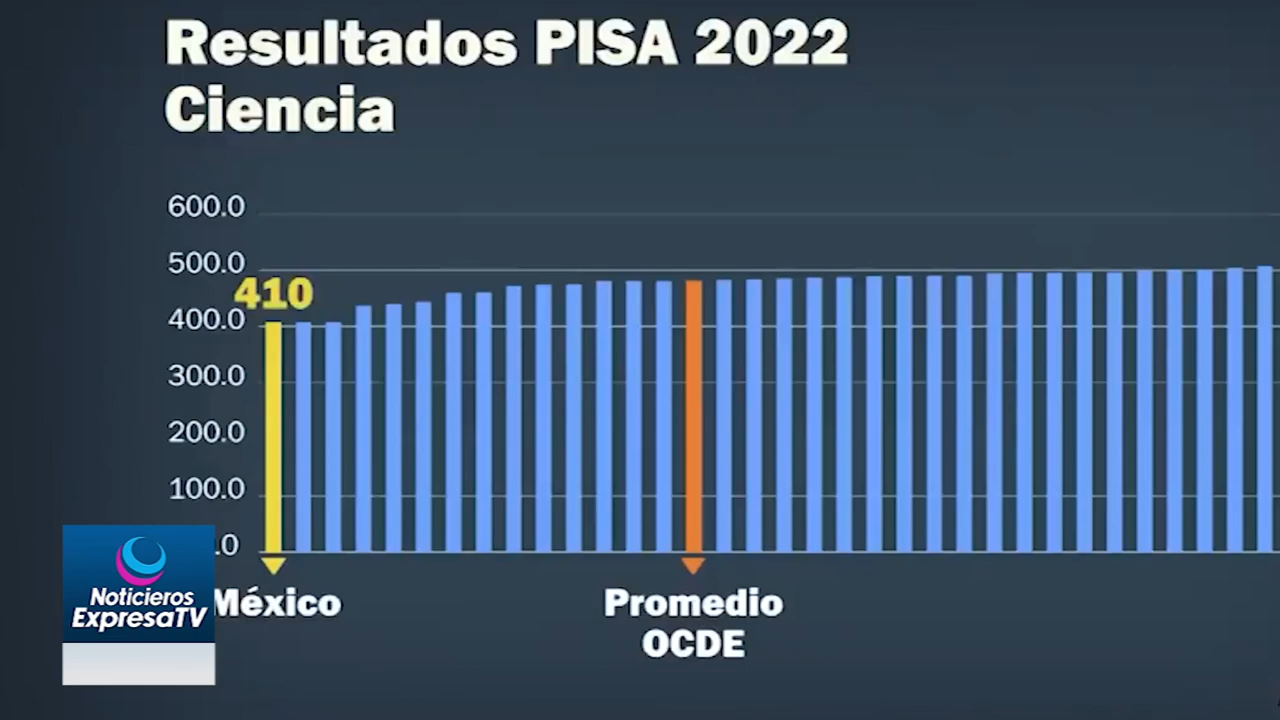 Resultados PISA 2022
Ciencia
600.0
500.0
410
400.0
300.0
200.0
100.0
.0
México
Promedio
OCDE
Noticieros
ExpresaTV